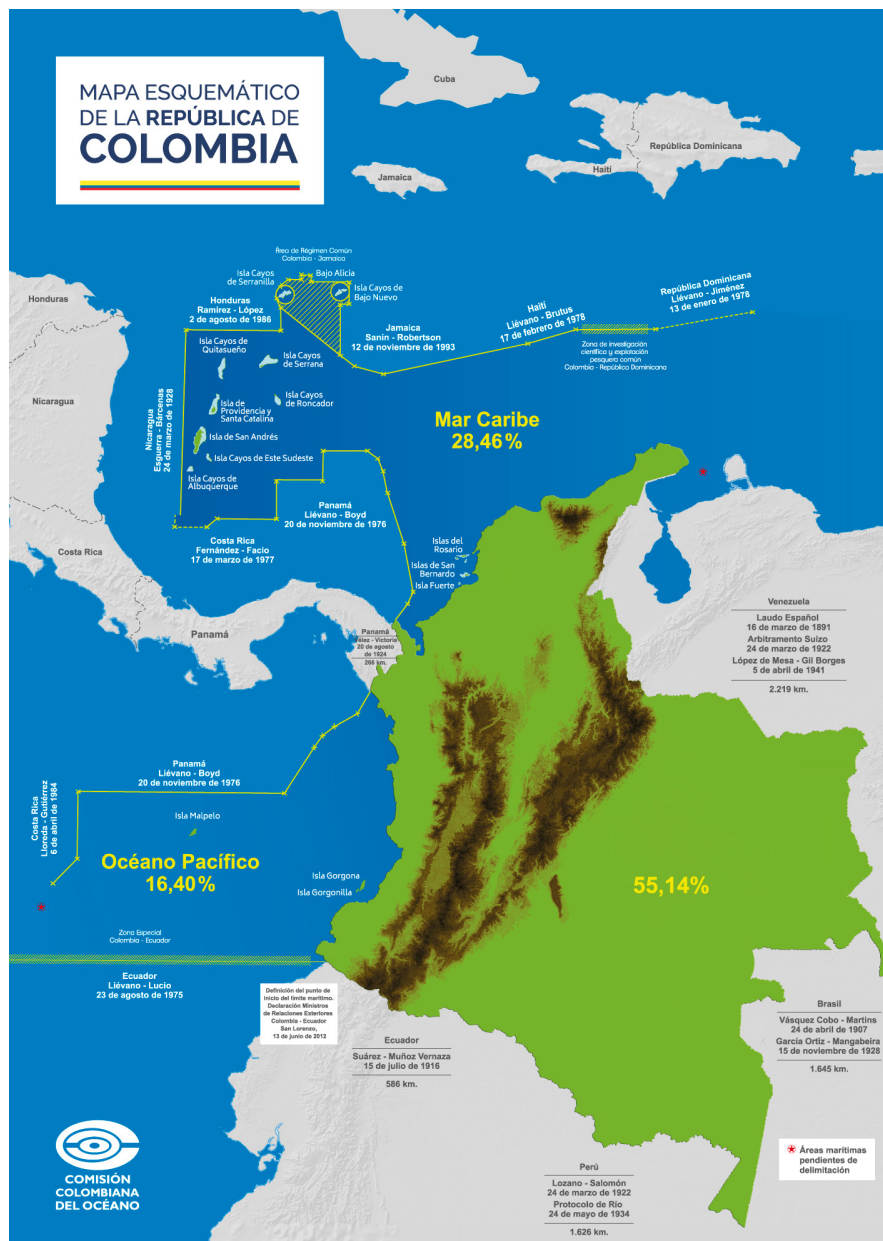 MAPA ESQUEMÁTICO
DE LA REPÚBLICA DE
COLOMBIA
Cuba
República Dominicana
Haití
Jamaica
Área de Régimen Común
Colombia - Jamaica
Isla Cayos
de Serranilla
Bajo Alicia
Isla Cayos de
Bajo Nuevo
Honduras
Honduras
Ramírez - López
2 de agosto de 1986
Jamaica
Sanín - Robertson
12 de noviembre de 1993
Haití
Liévano - Brutus
17 de febrero de 1978
República Dominicana
Liévano - Jiménez
13 de enero de 1978
Zona de investigación
científica y explotación
pesquera común
Colombia - República Dominicana
Isla Cayos de
Quitasueño
Isla Cayos
de Serrana
Isla Cayos
de Roncador
Isla de
Providencia y
Santa Catalina
Isla de San Andrés
Isla Cayos de Este Sudeste
Isla Cayos de
Albuquerque
Nicaragua
Nicaragua
Esguerra - Bárcenas
24 de marzo de 1928
Mar Caribe
28,46%
Panamá
Liévano - Boyd
20 de noviembre de 1976
Costa Rica
Fernández - Facio
17 de marzo de 1977
Costa Rica
Islas del
Rosario
Islas de San
Bernardo
Isla Fuerte
Panamá
Panamá
Vélez - Victoria
20 de agosto
de 1924
266 km.
Venezuela
Laudo Español
16 de marzo de 1891
Arbitramento Suizo
24 de marzo de 1922
López de Mesa - Gil Borges
5 de abril de 1941
2.219 km.
Panamá
Liévano - Boyd
20 de noviembre de 1976
Costa Rica
Lloreda - Gutiérrez
6 de abril de 1984
Isla Malpelo
Océano Pacífico
16,40%
Isla Gorgona
Isla Gorgonilla
55,14%
Zona Especial
Colombia - Ecuador
Ecuador
Liévano - Lucio
23 de agosto de 1975
Definición del punto de
inicio del límite marítimo.
Declaración Ministros
de Relaciones Exteriores
Colombia - Ecuador
San Lorenzo,
13 de junio de 2012
Ecuador
Suárez - Muñoz Vernaza
15 de julio de 1916
586 km.
Brasil
Vásquez Cobo - Martins
24 de abril de 1907
García Ortiz - Mangabeira
15 de noviembre de 1928
1.645 km.
Perú
Lozano - Salomón
24 de marzo de 1922
Protocolo de Río
24 de mayo de 1934
1.626 km.
Áreas marítimas
pendientes de
delimitación
COMISIÓN
COLOMBIANA
DEL OCÉANO